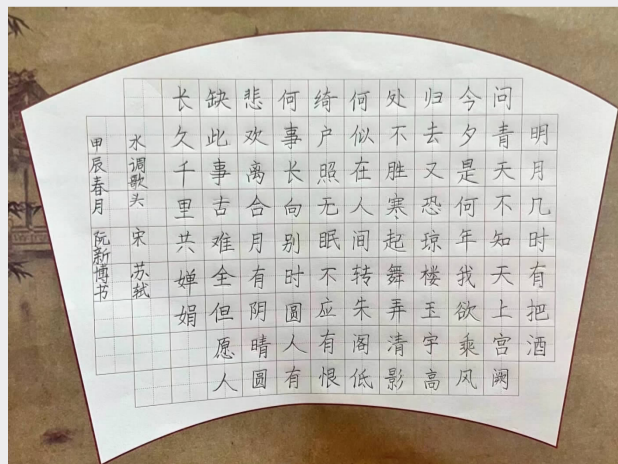 明月几时有把酒
问青天不知天上宫阙
今夕是何年我欲乘风
归去又恐琼楼玉宇高
处不胜寒起舞弄清影
何似在人间转朱阁低
绮户照无眠不应有恨
何事长向别时圆人有
悲欢离合月有阴晴圆
缺此事古难全但愿人
长久千里共婵娟
水调歌头 宋 苏轼
甲辰春月 阮新博书